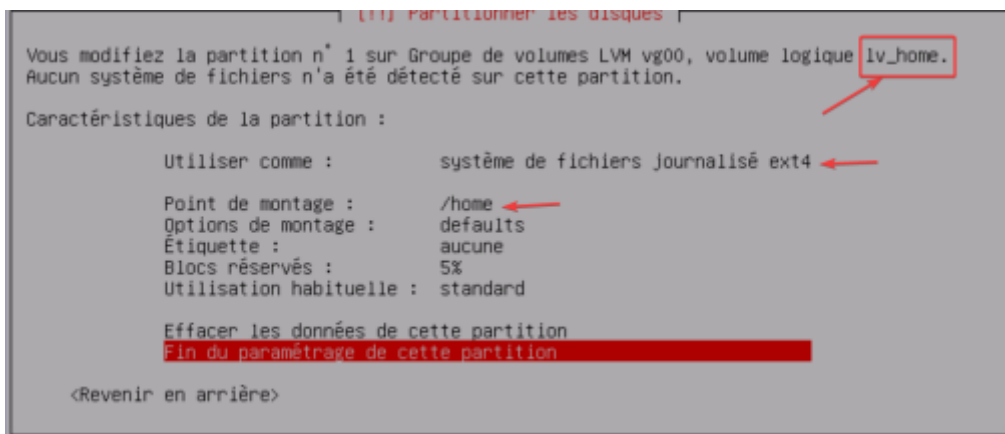 [!!] Partitionner les disques
Vous modifiez la partition n° 1 sur Groupe de volumes LVM vg00, volume logique lv_home.
Aucun système de fichiers n'a été détecté sur cette partition.
Caractéristiques de la partition :
Utiliser comme : système de fichiers journalisé ext4
Point de montage : /home
Options de montage : defaults
Étiquette : aucune
Blocs réservés : 5%
Utilisation habituelle : standard
Effacer les données de cette partition
Fin du paramétrage de cette partition
<Revenir en arrière>